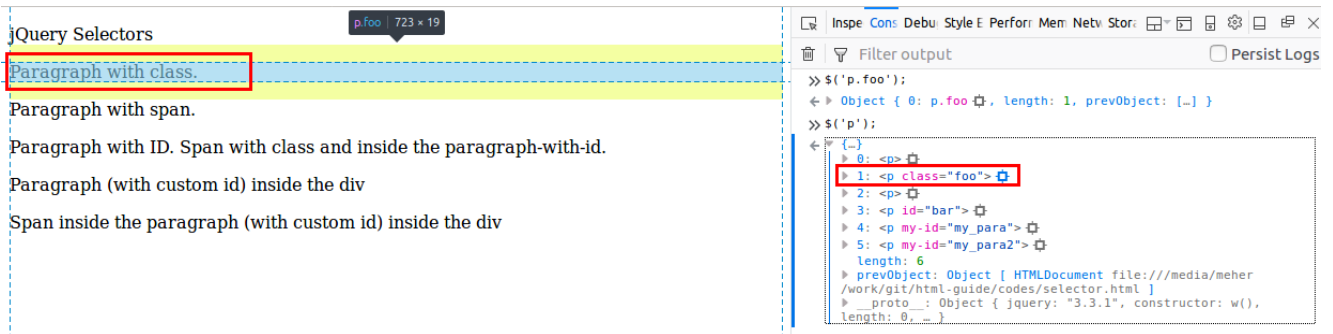 p.foo | 723 × 19
jQuery Selectors
Paragraph with class.
Paragraph with span.
Paragraph with ID. Span with class and inside the paragraph-with-id.
Paragraph (with custom id) inside the div
Span inside the paragraph (with custom id) inside the div
Inspe Cons Debu Style E Perforr Mem Netw Stora
Filter output Persist Logs
$('p.foo');
Object { 0: p.foo , length: 1, prevObject: […] }
$('p');
{…}
0: <p>
1: <p class="foo">
2: <p>
3: <p id="bar">
4: <p my-id="my_para">
5: <p my-id="my_para2">
length: 6
prevObject: Object [ HTMLDocument file:///media/meher
/work/git/html-guide/codes/selector.html ]
__proto__: Object { jquery: "3.3.1", constructor: w(),
length: 0, … }